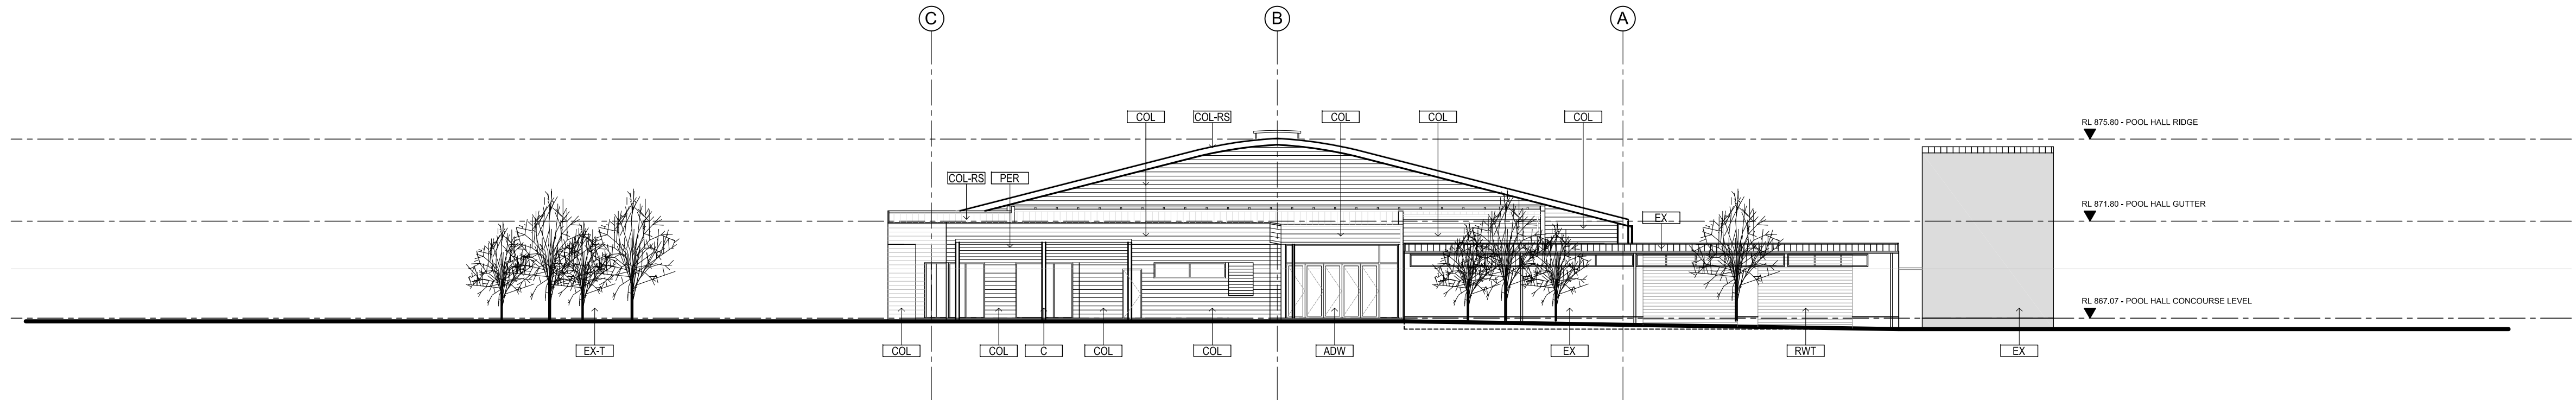 C
B
A
COL
COL-RS
COL
COL
COL
RL 875.80 - POOL HALL RIDGE
COL-RS
PER
RL 871.80 - POOL HALL GUTTER
EX
RL 867.07 - POOL HALL CONCOURSE LEVEL
EX-T
COL
COL
C
COL
COL
ADW
EX
RWT
EX